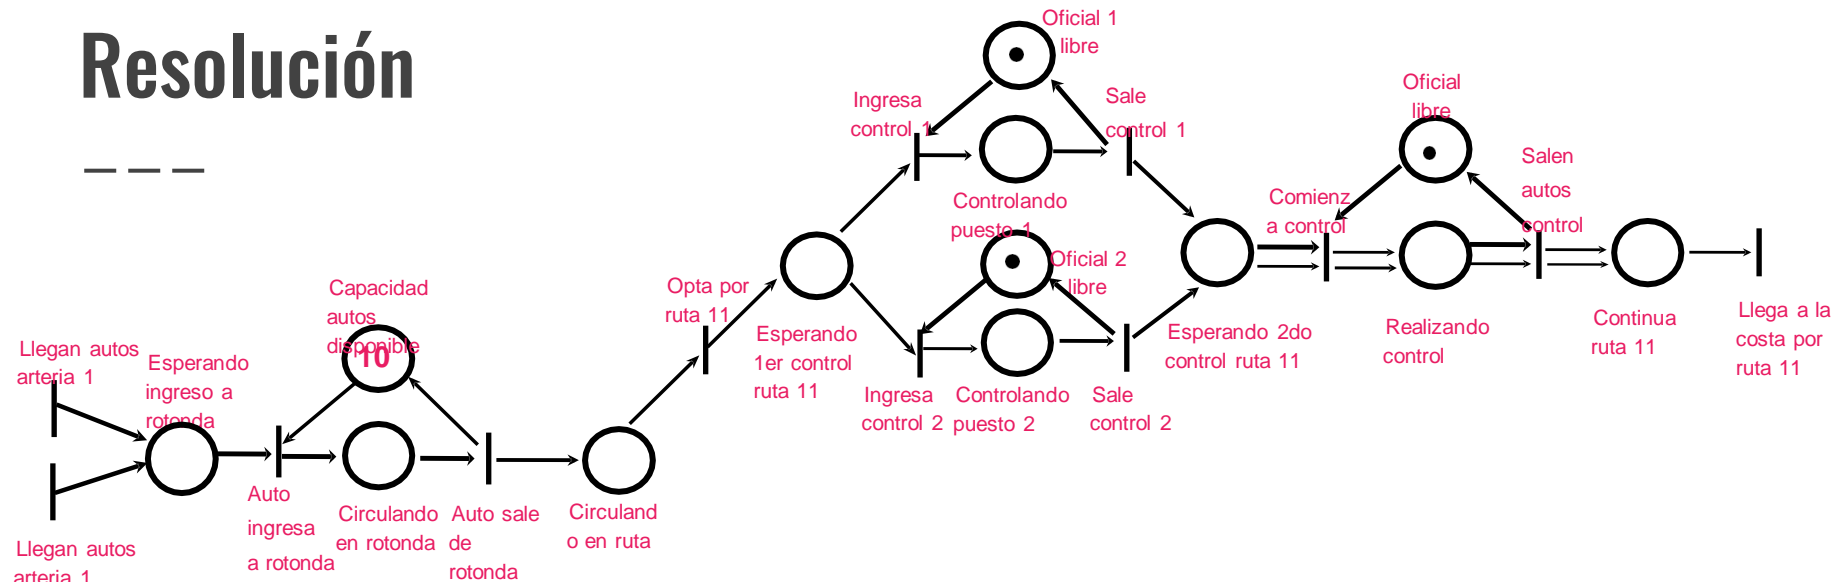 Resolución
Oficial 1
libre
Ingresa
control 1
Sale
control 1
Controlando
puesto 1
Oficial
libre
Salen
autos
control
Comienz
a control
Oficial 2
libre
Capacidad
autos
disponible
10
Opta por
ruta 11
Esperando
1er control
ruta 11
Ingresa
control 2
Controlando
puesto 2
Sale
control 2
Esperando 2do
control ruta 11
Realizando
control
Continua
ruta 11
Llega a la
costa por
ruta 11
Llegan autos
arteria 1
Esperando
ingreso a
rotonda
Auto
ingresa
a rotonda
Circulando
en rotonda
Auto sale
de
rotonda
Circuland
o en ruta
Llegan autos
arteria 1